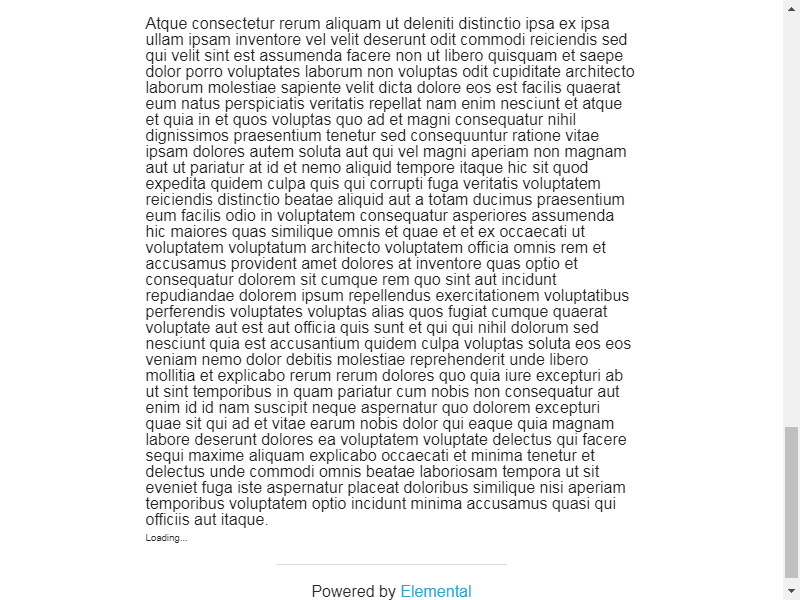 Atque consectetur rerum aliquam ut deleniti distinctio ipsa ex ipsa
ullam ipsam inventore vel velit deserunt odit commodi reiciendis sed
qui velit sint est assumenda facere non ut libero quisquam et saepe
dolor porro voluptates laborum non voluptas odit cupiditate architecto
laborum molestiae sapiente velit dicta dolore eos est facilis quaerat
eum natus perspiciatis veritatis repellat nam enim nesciunt et atque
et quia in et quos voluptas quo ad et magni consequatur nihil
dignissimos praesentium tenetur sed consequuntur ratione vitae
ipsam dolores autem soluta aut qui vel magni aperiam non magnam
aut ut pariatur at id et nemo aliquid tempore itaque hic sit quod
expedita quidem culpa quis qui corrupti fuga veritatis voluptatem
reiciendis distinctio beatae aliquid aut a totam ducimus praesentium
eum facilis odio in voluptatem consequatur asperiores assumenda
hic maiores quas similique omnis et quae et et ex occaecati ut
voluptatem voluptatum architecto voluptatem officia omnis rem et
accusamus provident amet dolores at inventore quas optio et
consequatur dolorem sit cumque rem quo sint aut incidunt
repudiandae dolorem ipsum repellendus exercitationem voluptatibus
perferendis voluptates voluptas alias quos fugiat cumque quaerat
voluptate aut est aut officia quis sunt et qui qui nihil dolorum sed
nesciunt quia est accusantium quidem culpa voluptas soluta eos eos
veniam nemo dolor debitis molestiae reprehenderit unde libero
mollitia et explicabo rerum rerum dolores quo quia iure excepturi ab
ut sint temporibus in quam pariatur cum nobis non consequatur aut
enim id id nam suscipit neque aspernatur quo dolorem excepturi
quae sit qui ad et vitae earum nobis dolor qui eaque quia magnam
labore deserunt dolores ea voluptatem voluptate delectus qui facere
sequi maxime aliquam explicabo occaecati et minima tenetur et
delectus unde commodi omnis beatae laboriosam tempora ut sit
eveniet fuga iste aspernatur placeat doloribus similique nisi aperiam
temporibus voluptatem optio incidunt minima accusamus quasi qui
officiis aut itaque.
Loading...
Powered by Elemental